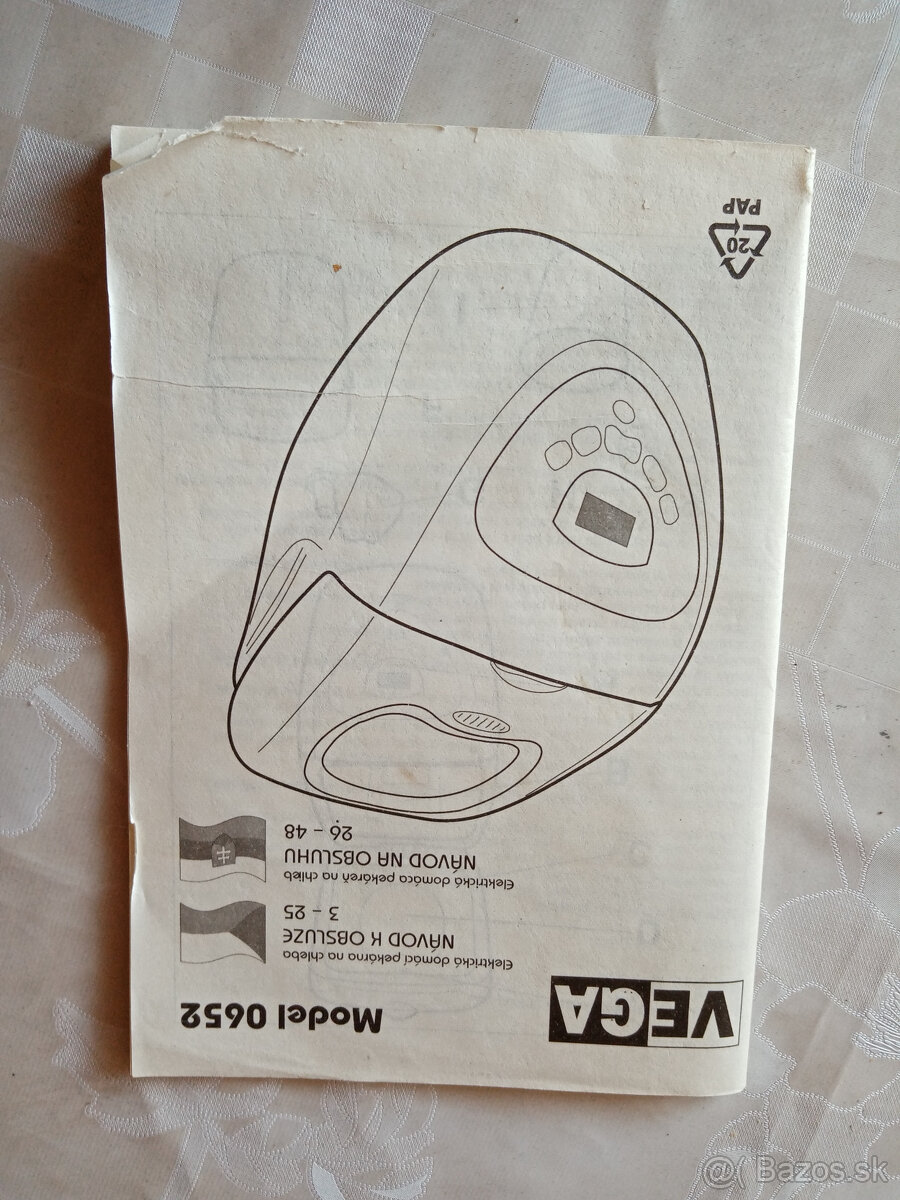 VEGA
Model 0652
Elektrická domácí pekárna na chleba
NÁVOD K OBSLUZE
3 – 25
Elektrická domáca pekáreň na chlieb
NÁVOD NA OBSLUHU
26 – 48
20
PAP
@( Bazos.sk